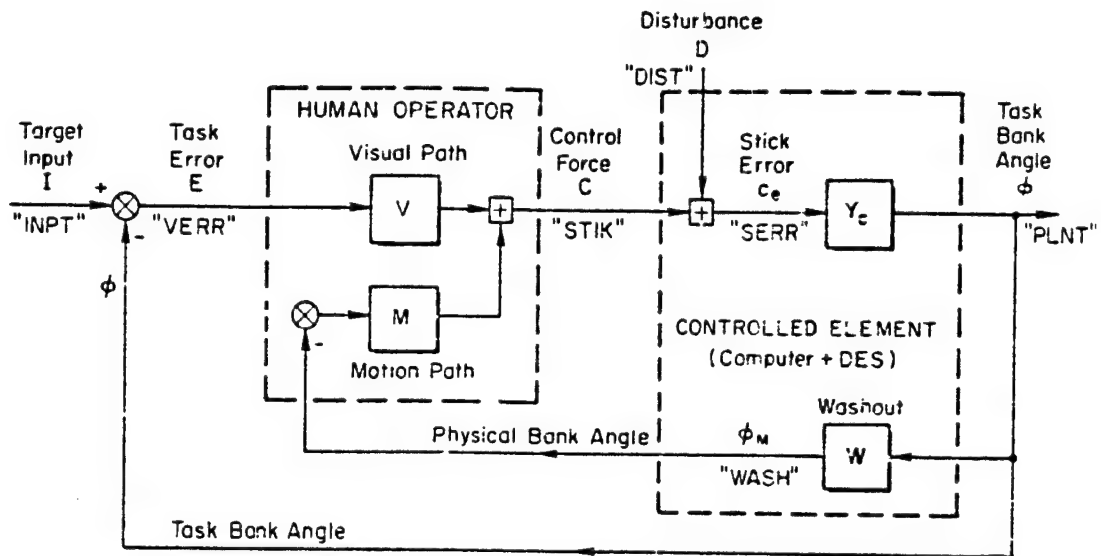 Disturbance
D
"DIST"
HUMAN OPERATOR
Target
Input
I
Task
Error
E
Visual Path
Control
Force
C
Stick
Error
ce
Task
Bank
Angle
ϕ
+
V
+
+
Yc
"INPT"
-
"VERR"
"STIK"
"SERR"
"PLNT"
ϕ
M
-
Motion Path
CONTROLLED ELEMENT
(Computer + DES)
Washout
Physical Bank Angle
ϕM
W
"WASH"
Task Bank Angle